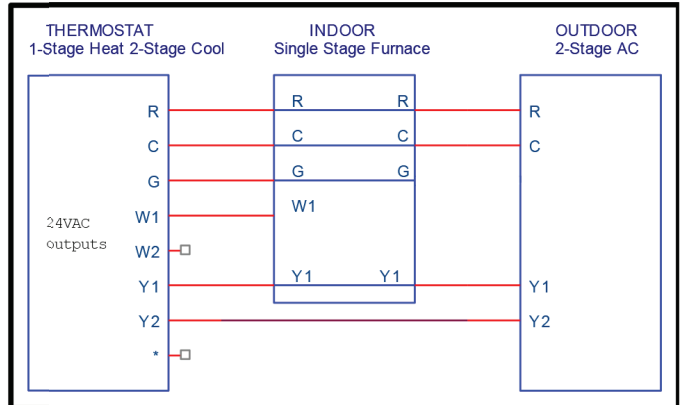 THERMOSTAT
1-Stage Heat 2-Stage Cool
INDOOR
Single Stage Furnace
OUTDOOR
2-Stage AC
R R R R
C C C C
G G G
W1 W1
24VAC
outputs
W2
Y1 Y1 Y1 Y1
Y2 Y2
*